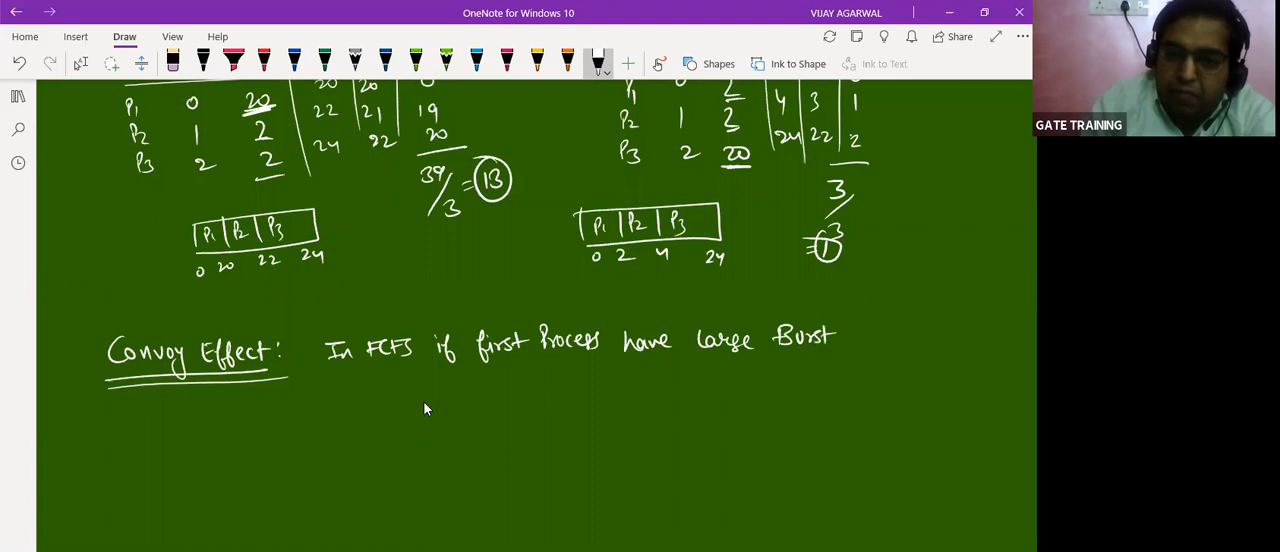 OneNote for Windows 10
VIJAY AGARWAL
Home Insert Draw View Help
Share
Shapes Ink to Shape Ink to Text
GATE TRAINING
20 20 0
P1 0 20 22 21 19
P2 1 2 24 22 20
P3 2 2
39/3 = 13
P1 P2 P3
0 20 22 24
P1 0 2 4 3 1
P2 1 2 24 22 2
P3 2 20
3/3
= 1
P1 P2 P3
0 2 4 24
Convoy Effect: In FCFS if first Process have large Burst